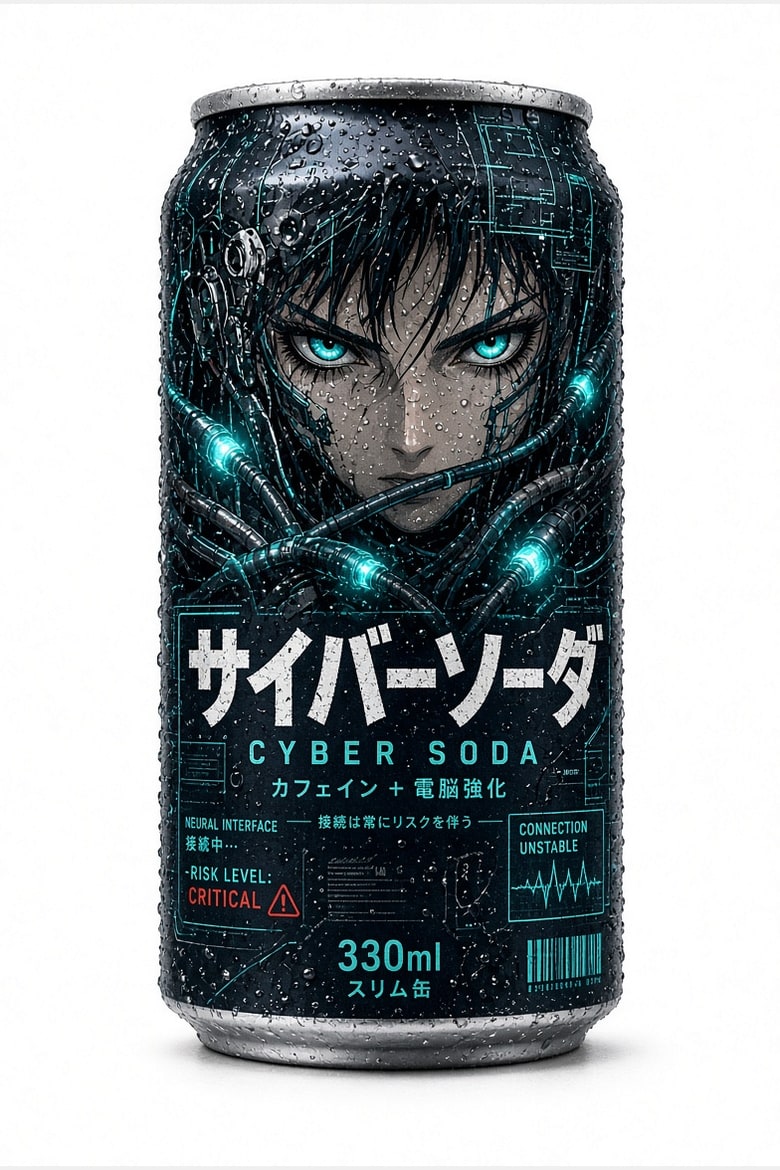 サイバーソーダ
CYBER SODA
カフェイン + 電脳強化
接続は常にリスクを伴う
NEURAL INTERFACE
接続中…
-RISK LEVEL:
CRITICAL
CONNECTION
UNSTABLE
330ml
スリム缶